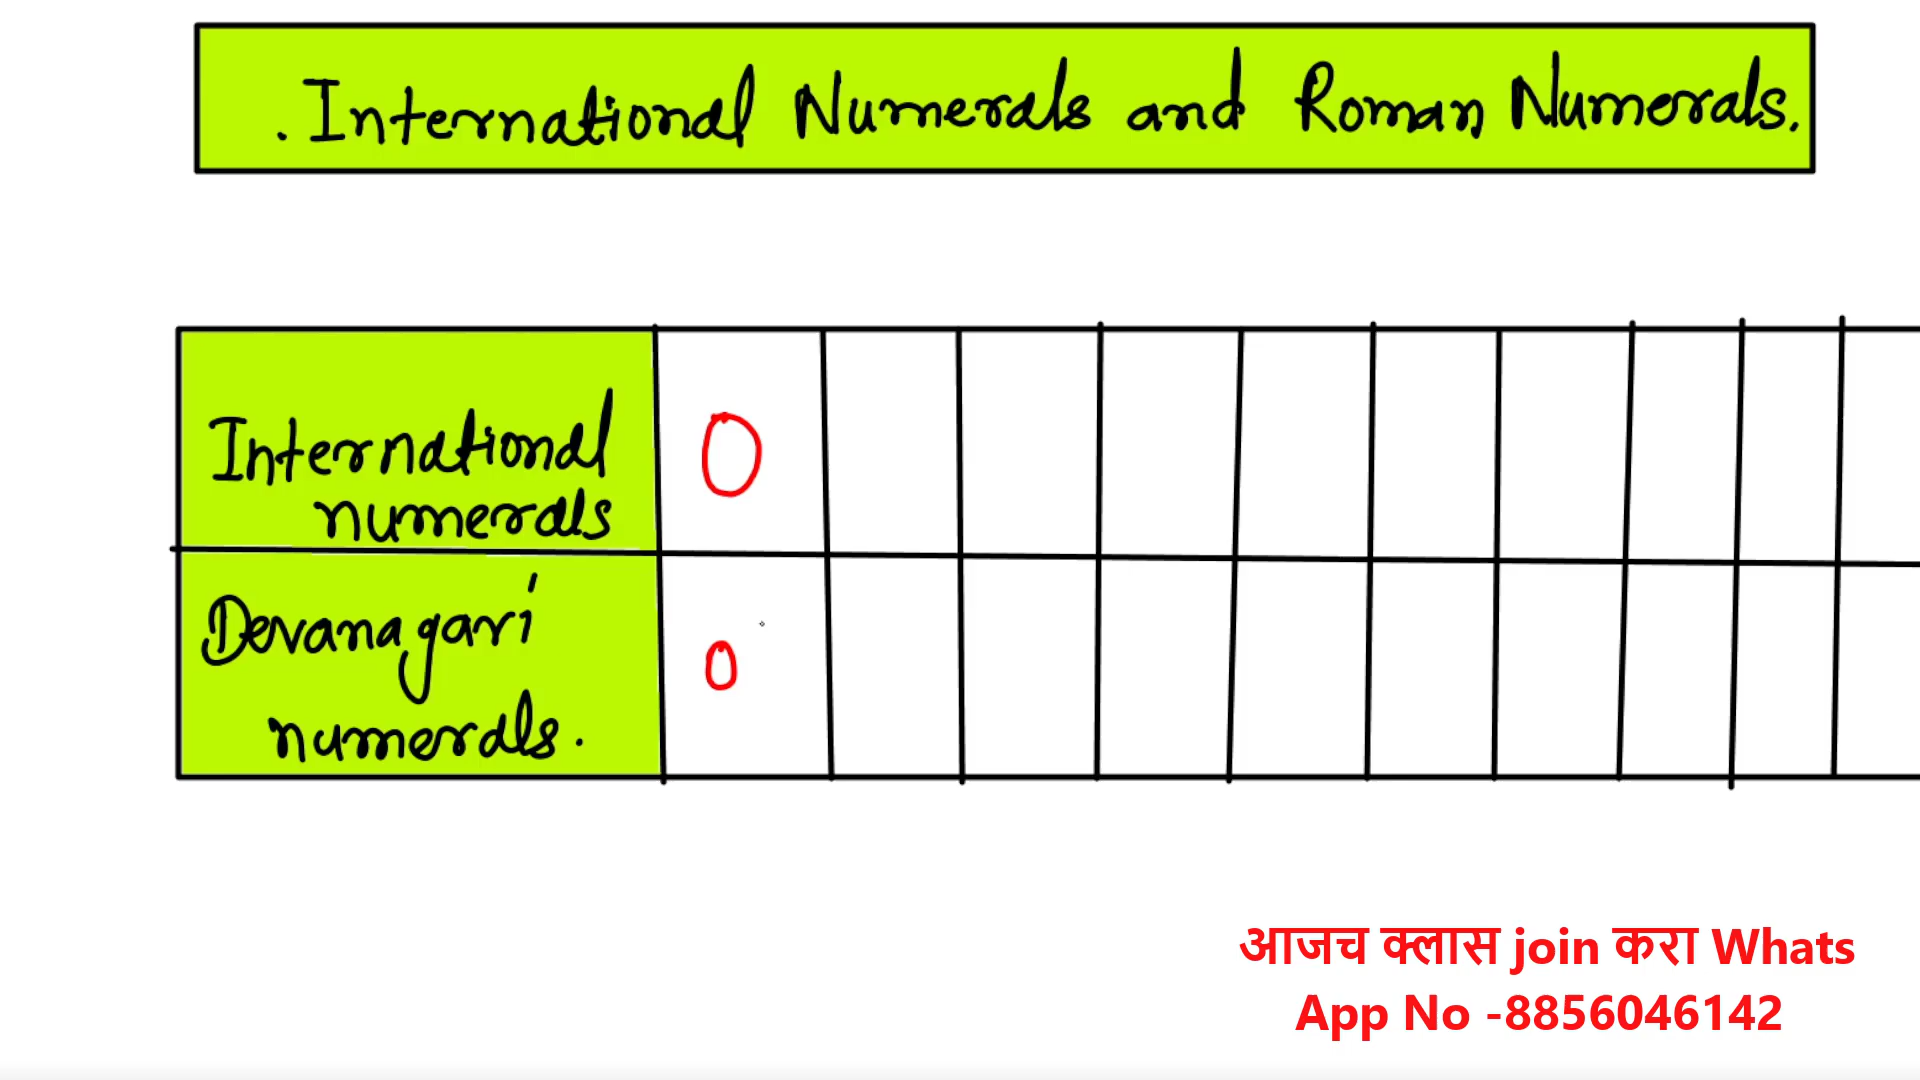 . International Numerals and Roman Numerals.
International
numerals
0
Devanagari
numerals.
0
आजच क्लास join करा Whats
App No -8856046142